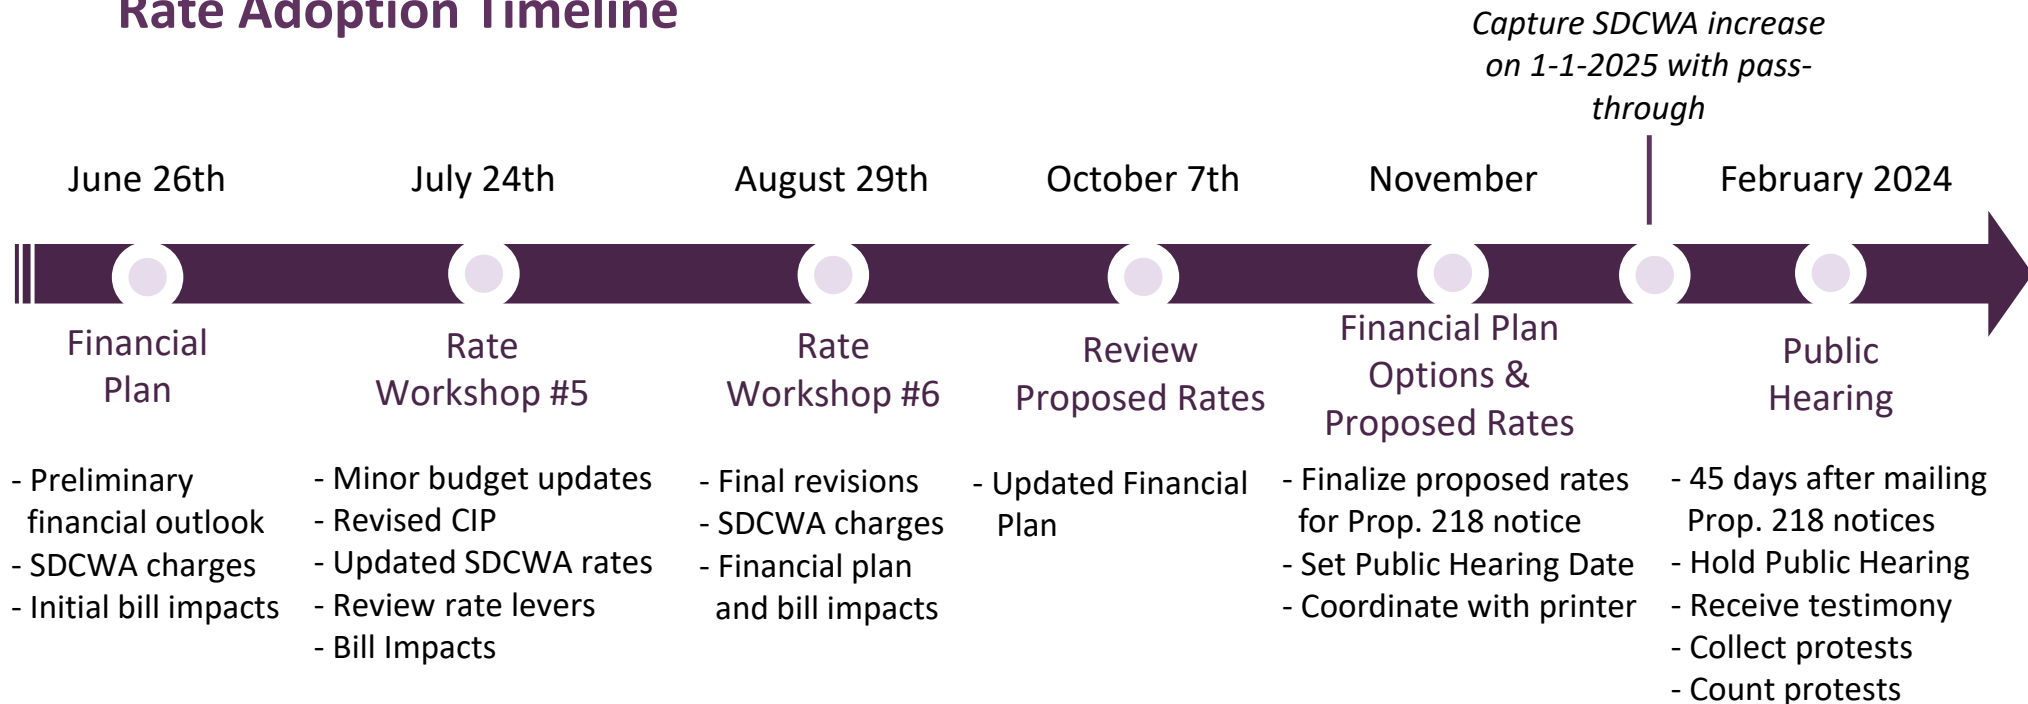 Rate Adoption Timeline
Capture SDCWA increase
on 1-1-2025 with pass-
through
June 26th
July 24th
August 29th
October 7th
November
February 2024
Financial
Plan
Rate
Workshop #5
Rate
Workshop #6
Review
Proposed Rates
Financial Plan
Options &
Proposed Rates
Public
Hearing
- Preliminary
financial outlook
- SDCWA charges
- Initial bill impacts
- Minor budget updates
- Revised CIP
- Updated SDCWA rates
- Review rate levers
- Bill Impacts
- Final revisions
- SDCWA charges
- Financial plan
and bill impacts
- Updated Financial
Plan
- Finalize proposed rates
for Prop. 218 notice
- Set Public Hearing Date
- Coordinate with printer
- 45 days after mailing
Prop. 218 notices
- Hold Public Hearing
- Receive testimony
- Collect protests
- Count protests